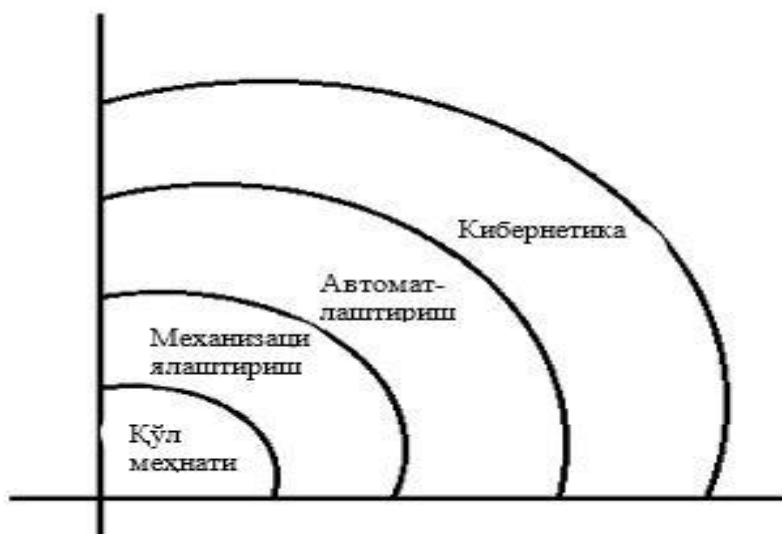 Кибернетика
Автомат-
лаштириш
Механизаци
ялаштириш
Қўл
меҳнати